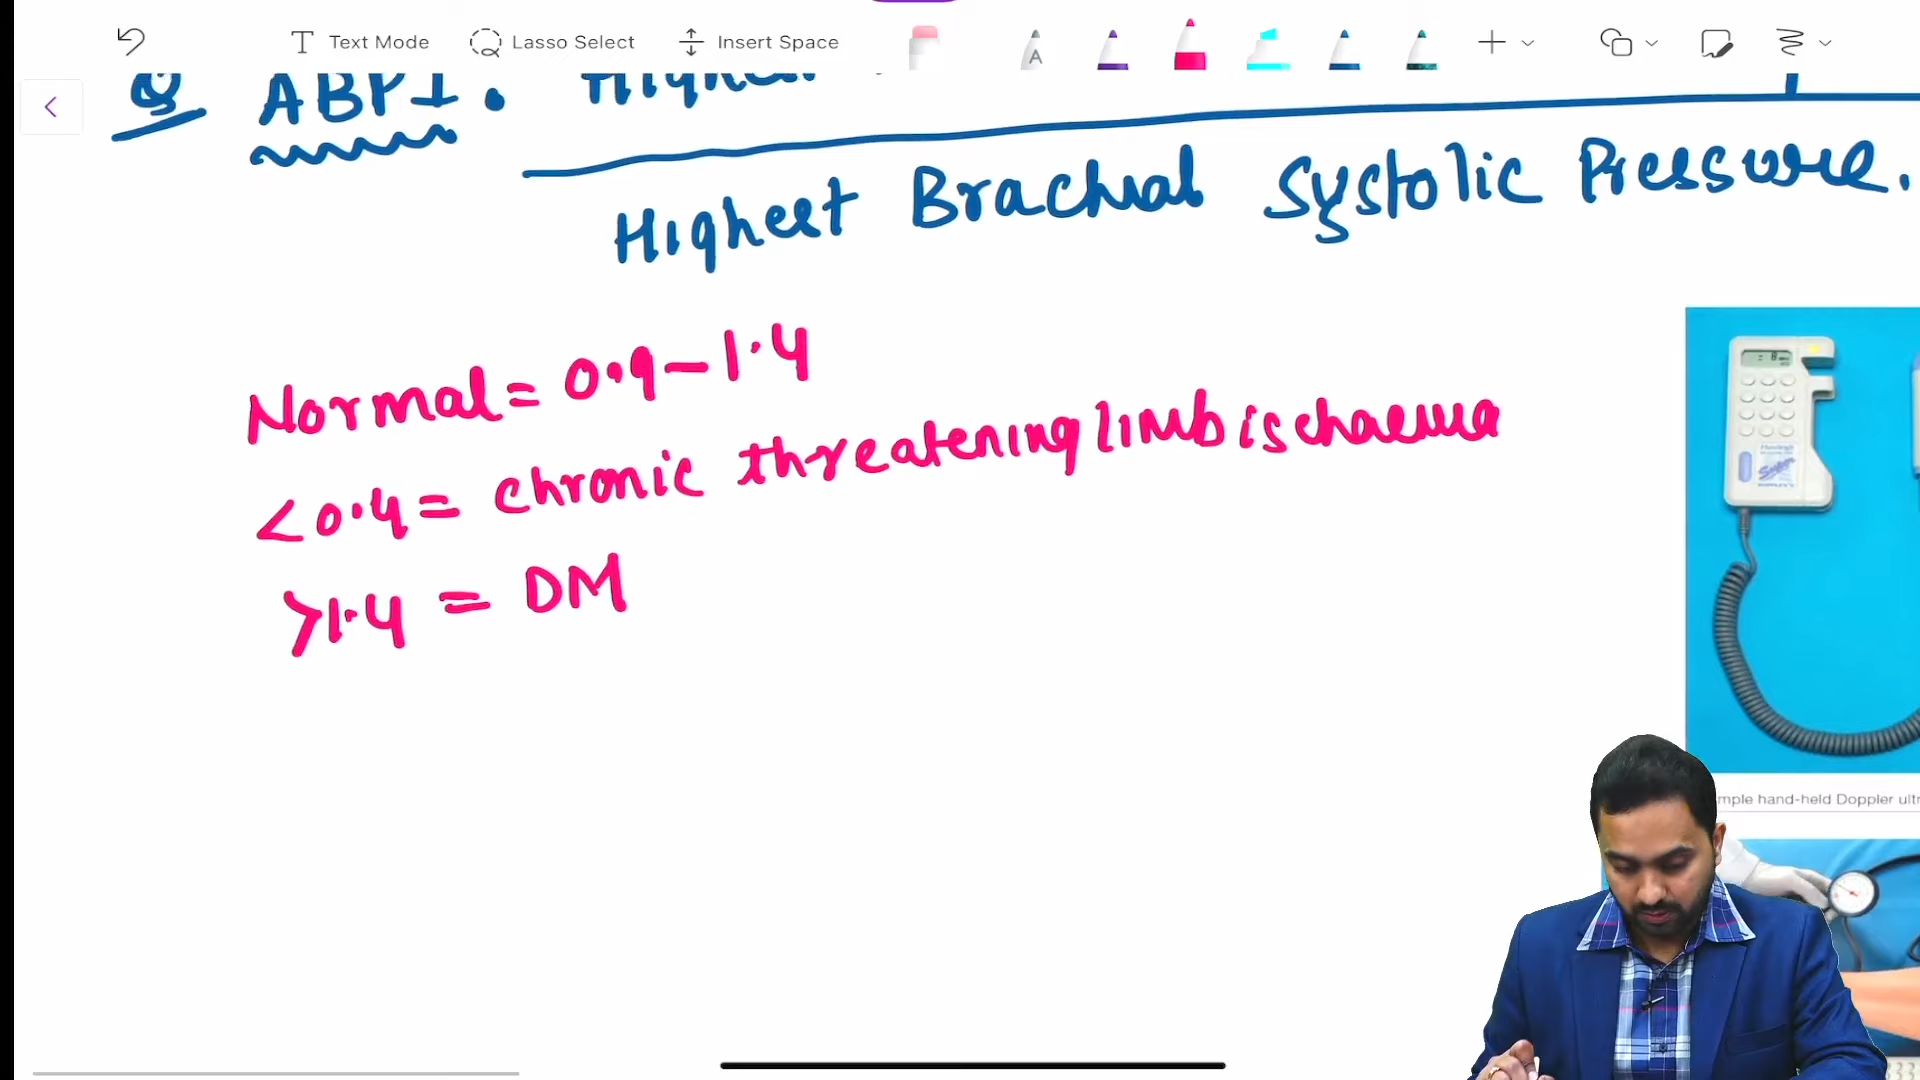 Text Mode Lasso Select Insert Space
A
Q ABPI. Highest
Highest Brachial Systolic Pressure.
Normal = 0.9 – 1.4
<0.4 = chronic threatening limb ischaemia
>1.4 = DM
mple hand-held Doppler ultr